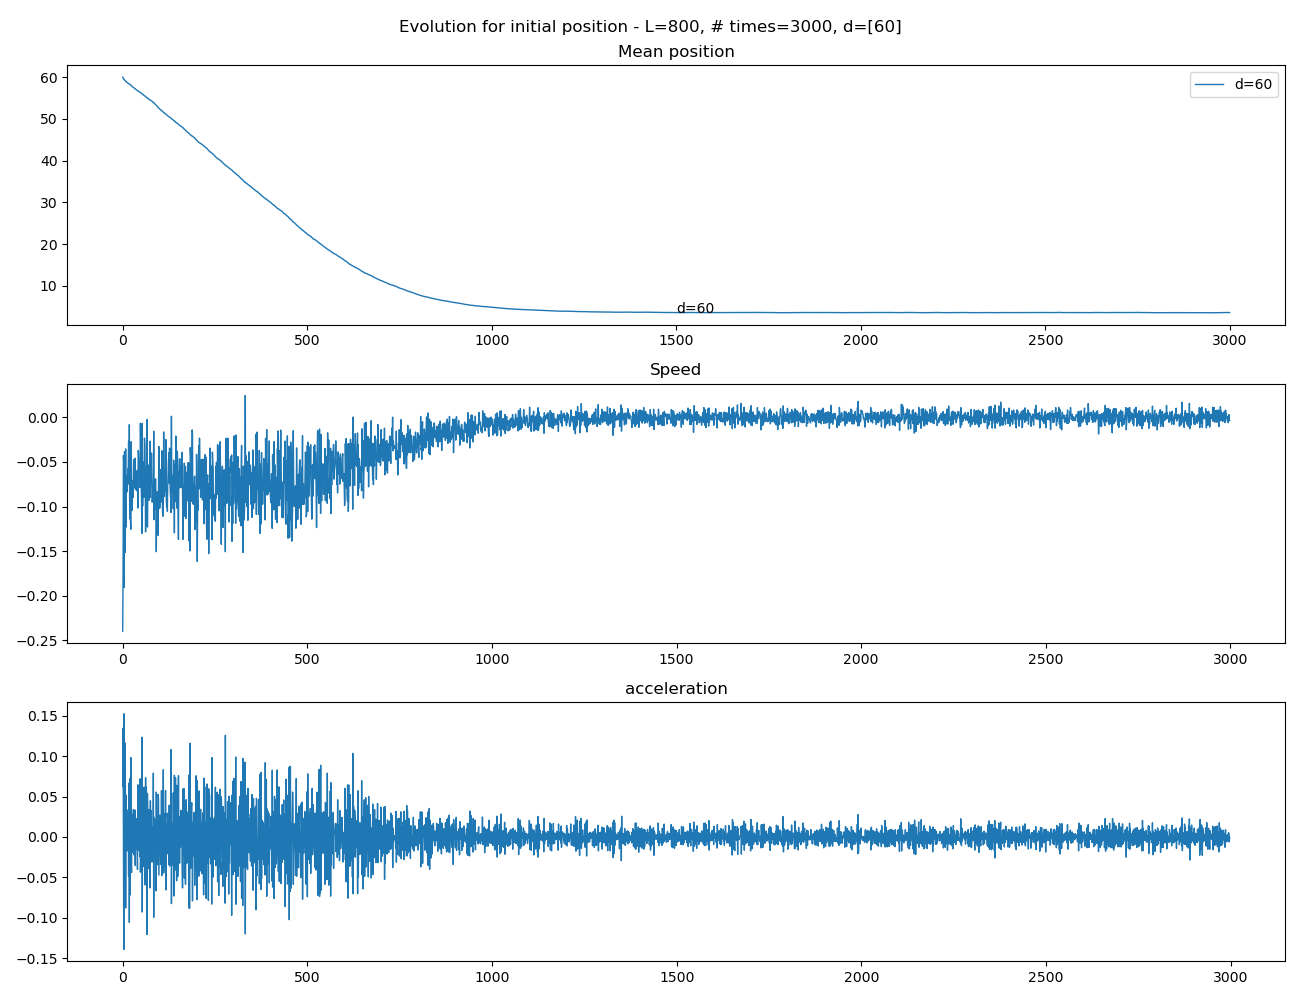 Evolution for initial position - L=800, # times=3000, d=[60]
Mean position
60
50
40
30
20
10
d=60
d=60
0 500 1000 1500 2000 2500 3000
Speed
0.00
−0.05
−0.10
−0.15
−0.20
−0.25
0 500 1000 1500 2000 2500 3000
acceleration
0.15
0.10
0.05
0.00
−0.05
−0.10
−0.15
0 500 1000 1500 2000 2500 3000